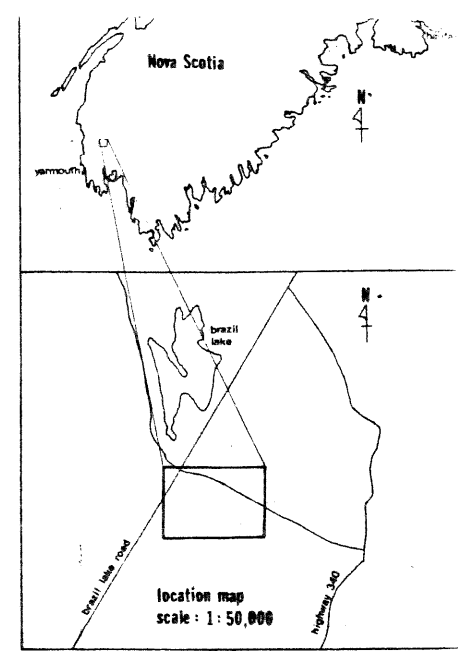 Nova Scotia
N
yarmouth
N
brazil
lake
brazil lake road
highway 340
location map
scale : 1 : 50,000